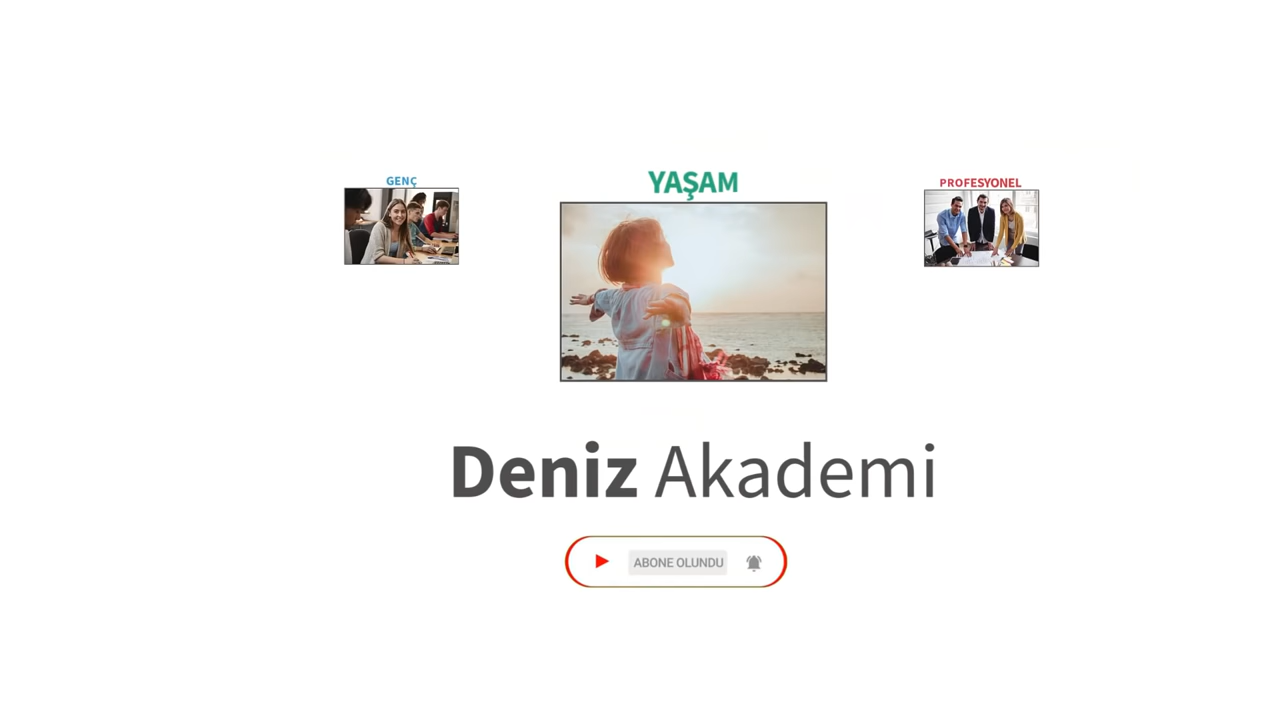 GENÇ
YAŞAM
PROFESYONEL
Deniz Akademi
ABONE OLUNDU